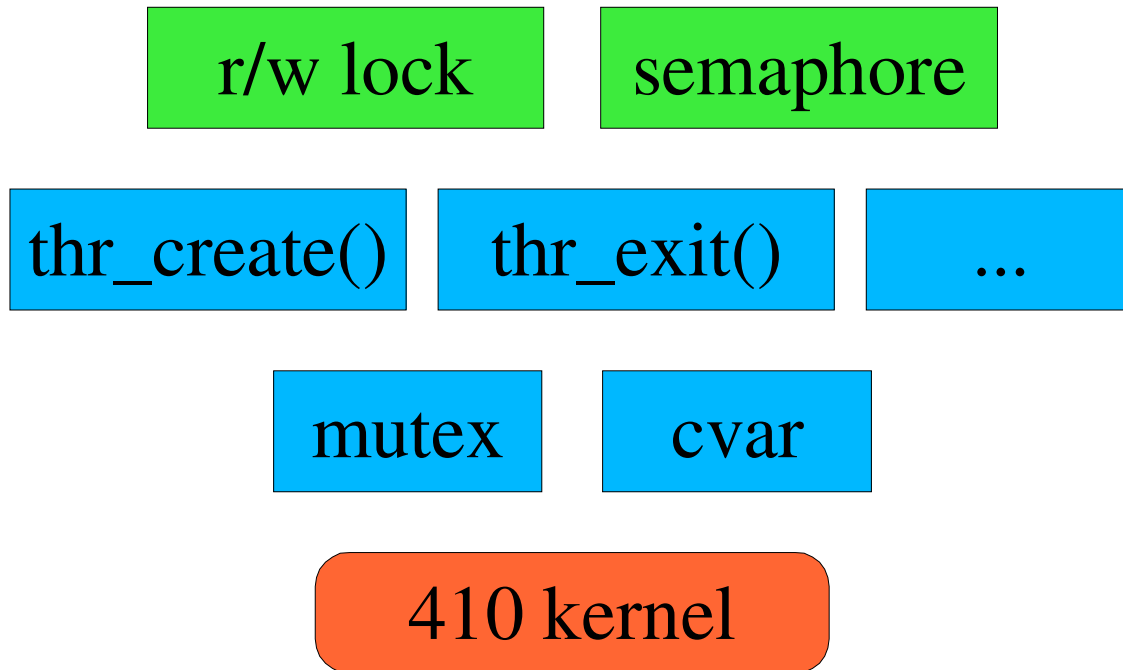 r/w lock semaphore
thr_create() thr_exit() ...
mutex cvar
410 kernel